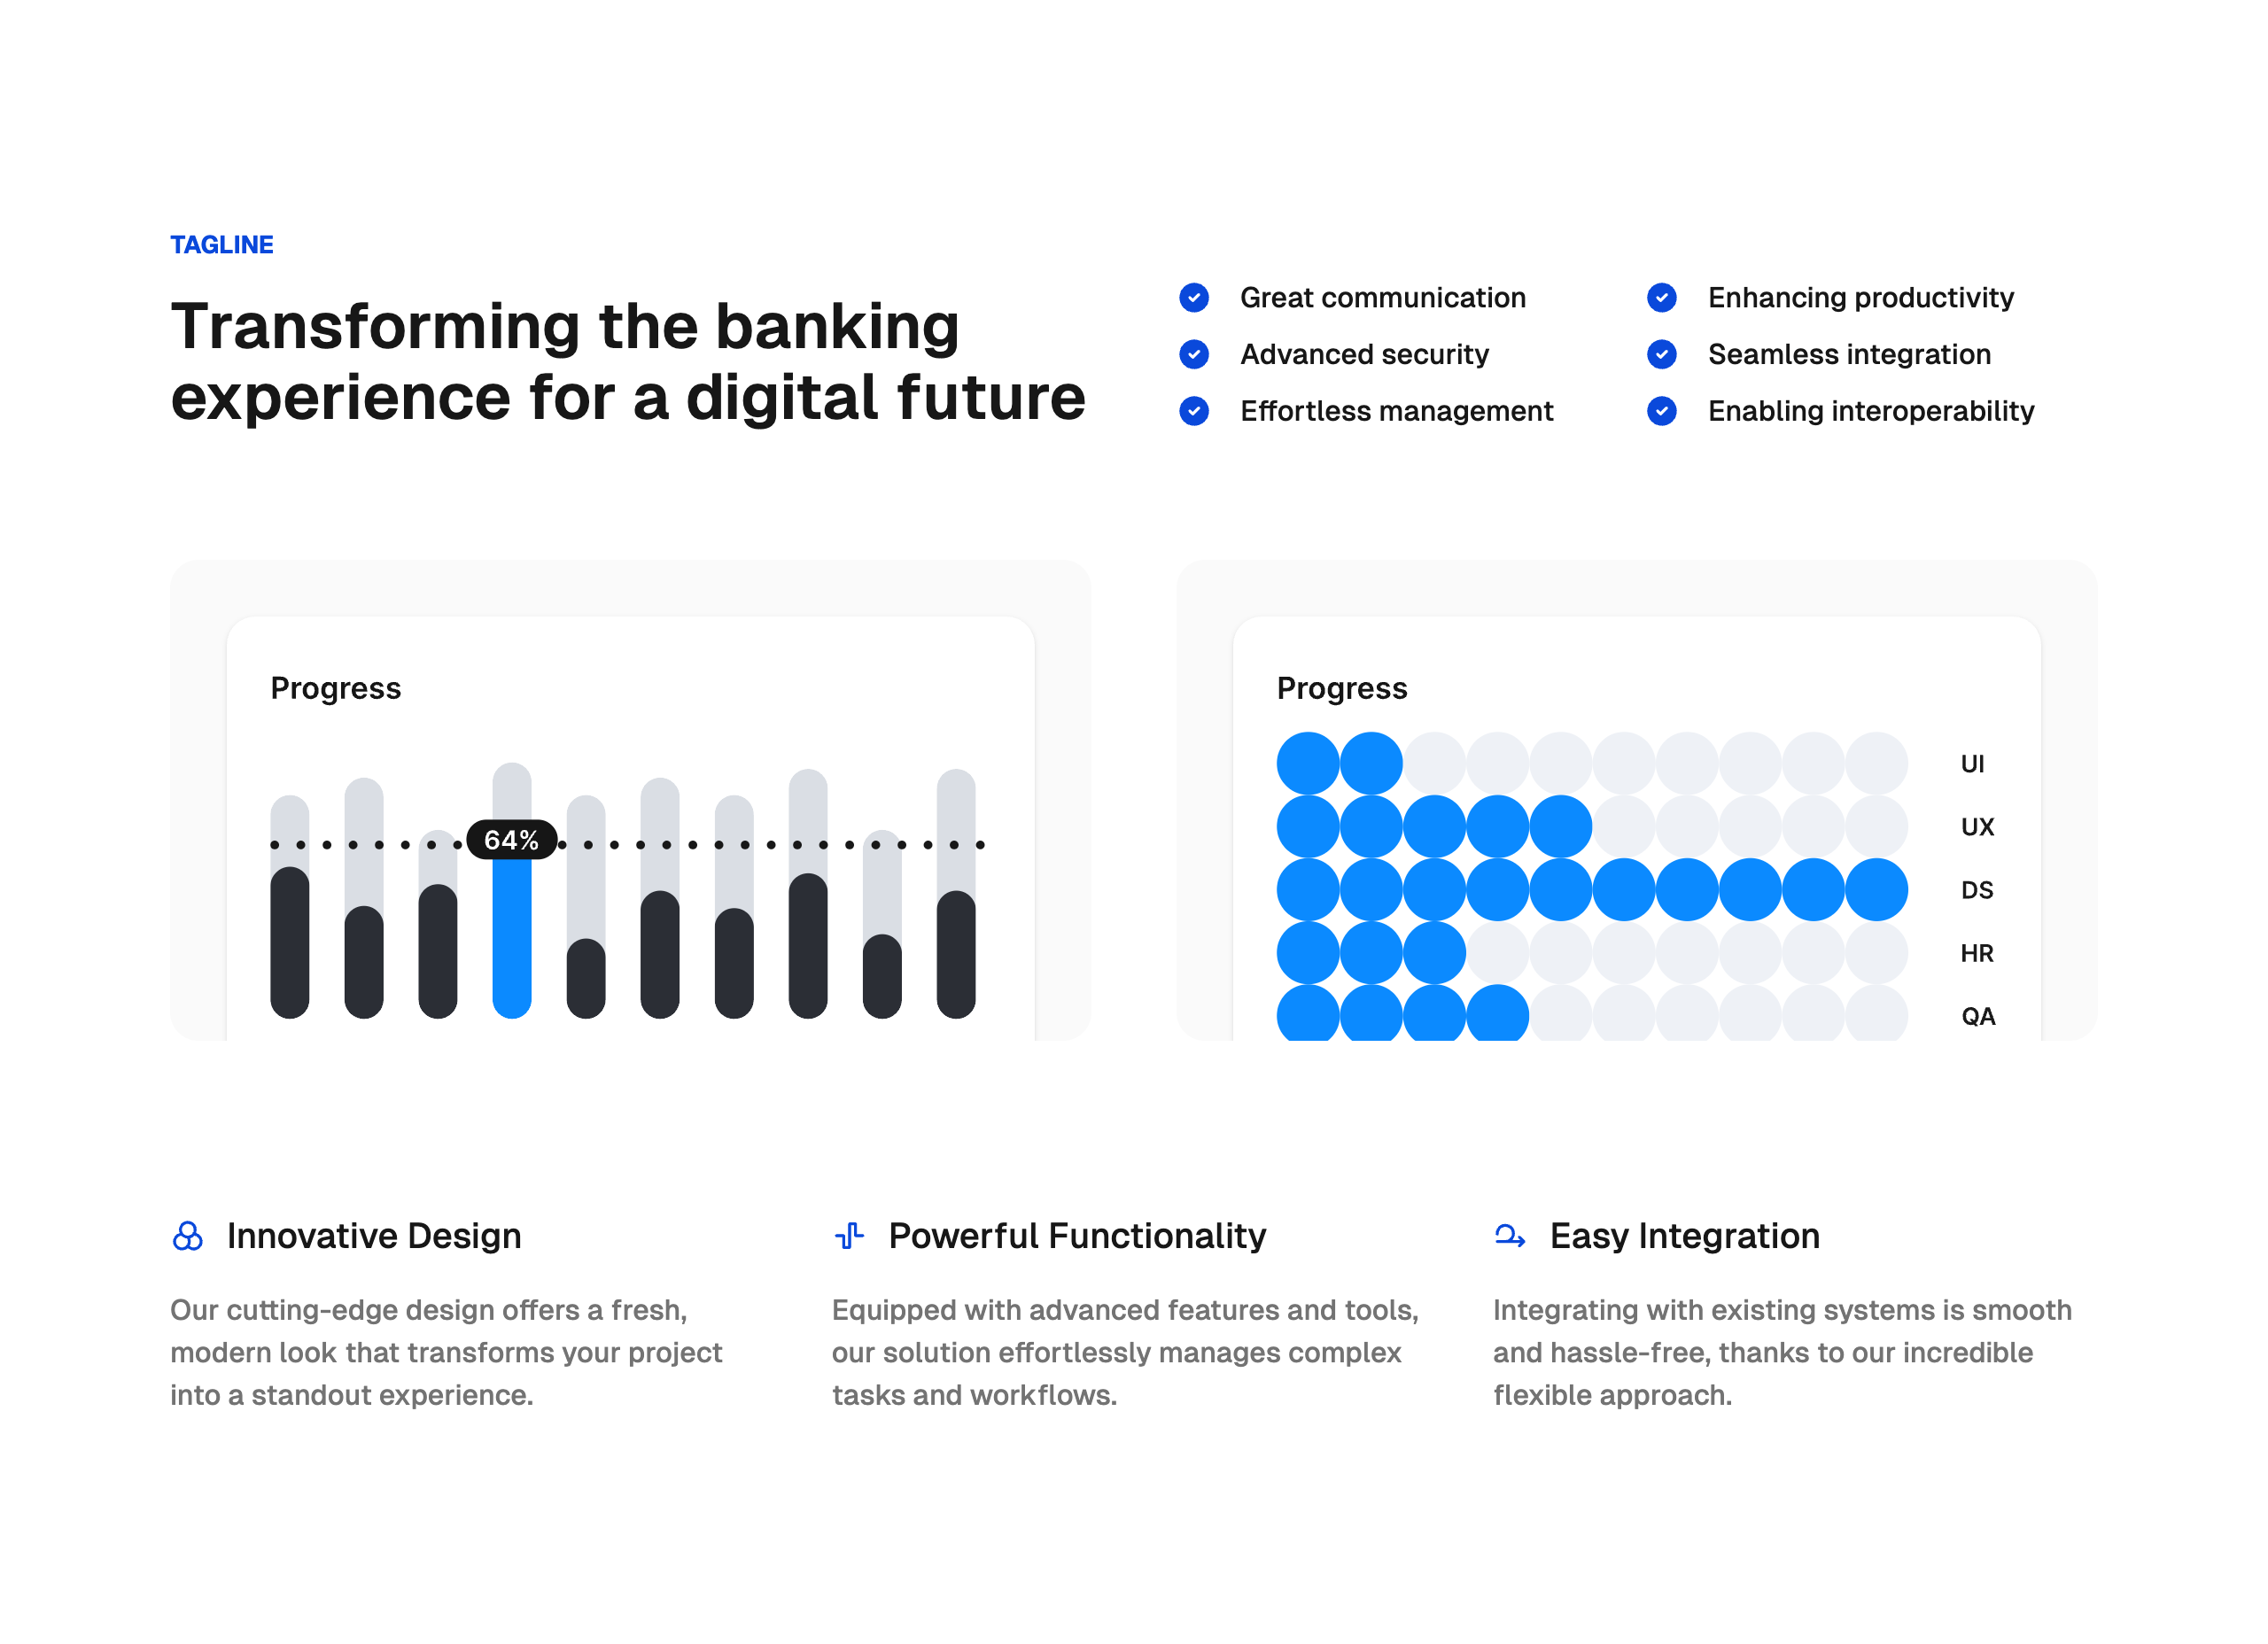 TAGLINE
Transforming the banking
experience for a digital future
Great communication
Advanced security
Effortless management
Enhancing productivity
Seamless integration
Enabling interoperability
Progress
64%
Progress
UI
UX
DS
HR
QA
Innovative Design
Our cutting-edge design offers a fresh,
modern look that transforms your project
into a standout experience.
Powerful Functionality
Equipped with advanced features and tools,
our solution effortlessly manages complex
tasks and workflows.
Easy Integration
Integrating with existing systems is smooth
and hassle-free, thanks to our incredible
flexible approach.